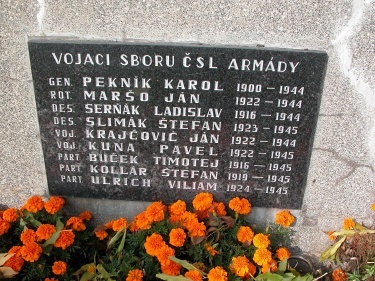 VOJACI SBORU ČSL ARMÁDY
GEN. PEKNÍK KAROL 1900 – 1944
ROT. MARŠO JÁN 1922 – 1944
DES. SERŇÁK LADISLAV 1916 – 1944
DES. SLIMÁK ŠTEFAN 1923 – 1945
VOJ. KRAJČOVIČ JÁN 1922 – 1944
VOJ. KUNA PAVEL 1922 – 1945
PART. BUČEK TIMOTEJ 1916 – 1945
PART. KOLLÁR ŠTEFAN 1919 – 1945
PART. ULRICH VILIAM 1924 – 1945